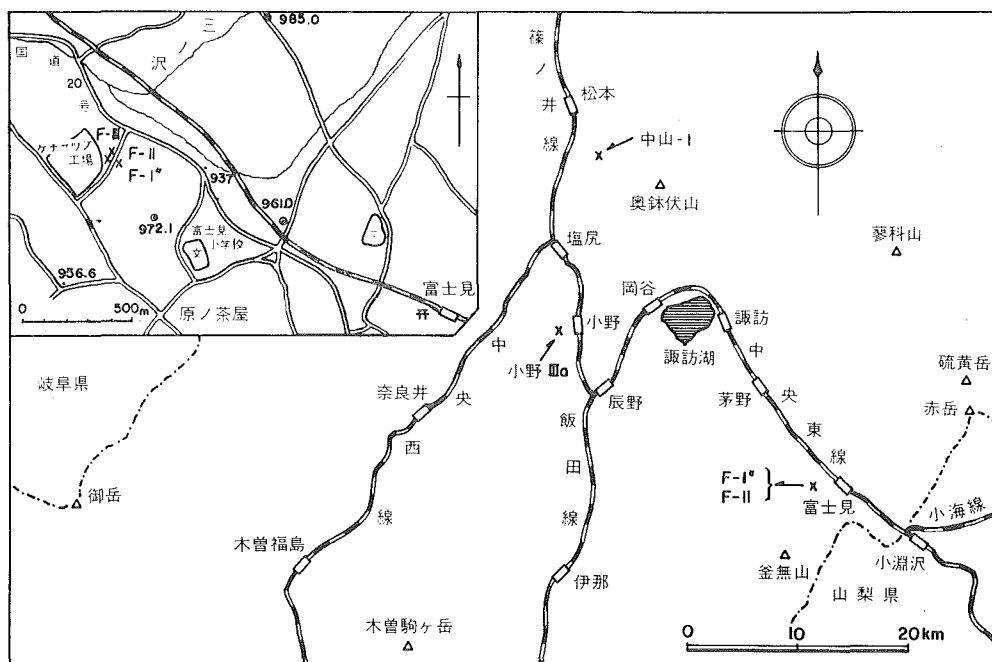 985.0
三ノ沢
国道20号
F-Ⅲ
ケチャップ工場
F-II
F-I"
937
961.0
972.1
富士見小学校
956.6
富士見
0 500m
原ノ茶屋
篠ノ井線
松本
中山-I
奥鉢伏山
蓼科山
塩尻
岡谷
小野
諏訪
諏訪湖
小野 Ⅲa
辰野
茅野
硫黄岳
赤岳
岐阜県
奈良井
中央西線
飯田線
中央東線
F-I"
F-II
富士見
小海線
小淵沢
御岳
木曽福島
伊那
釜無山
山梨県
木曽駒ヶ岳
0 10 20km